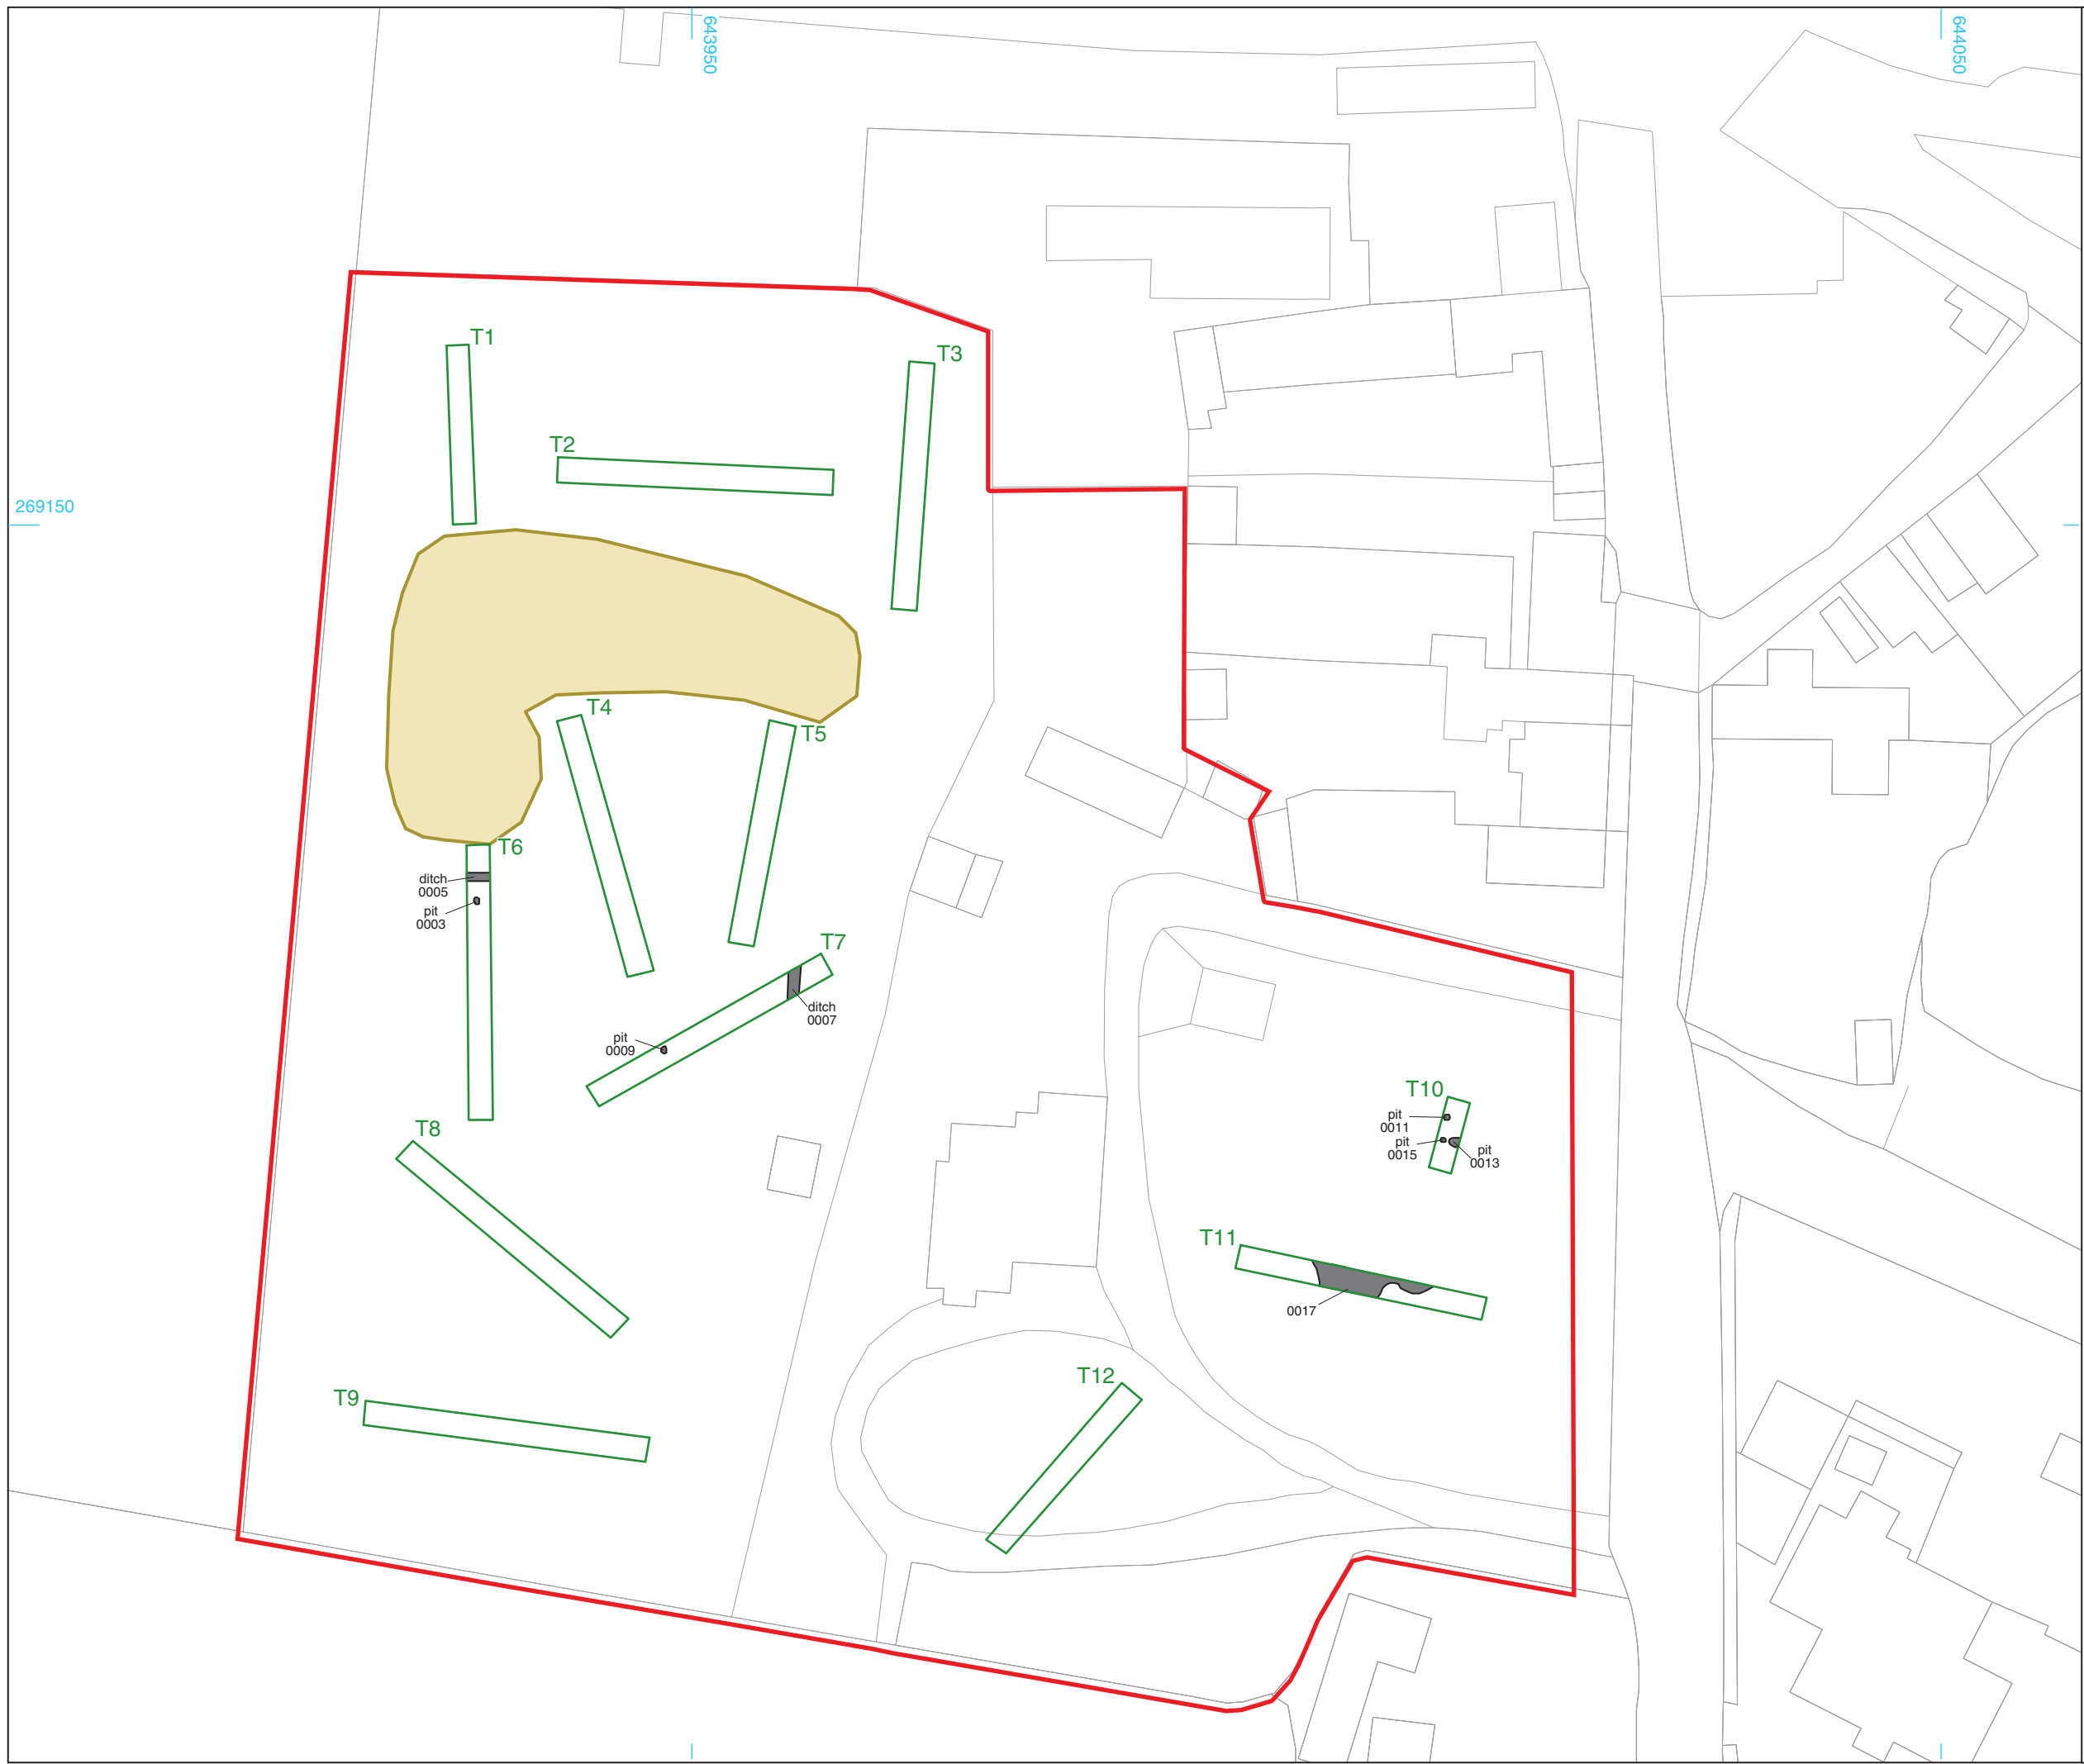 643950
644050
269150
T1
T2
T3
T4
T5
T6
ditch
0005
pit
0003
T7
ditch
0007
pit
0009
T8
T9
T10
pit
0011
pit
0015
pit
0013
T11
0017
T12